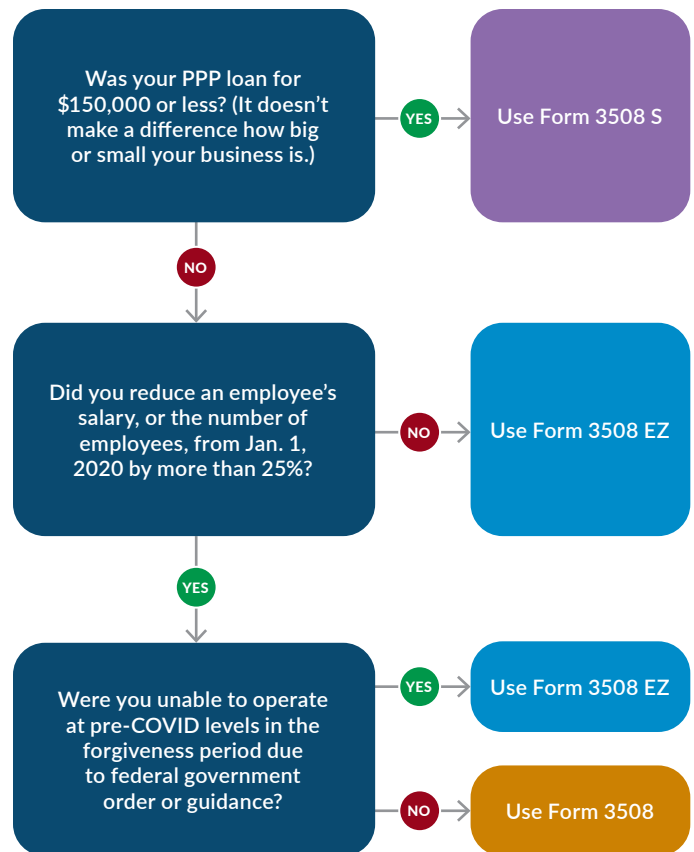 Was your PPP loan for
$150,000 or less? (It doesn’t
make a difference how big
or small your business is.)
YES
Use Form 3508 S
NO
Did you reduce an employee’s
salary, or the number of
employees, from Jan. 1,
2020 by more than 25%?
NO
Use Form 3508 EZ
YES
Were you unable to operate
at pre-COVID levels in the
forgiveness period due
to federal government
order or guidance?
YES
Use Form 3508 EZ
NO
Use Form 3508